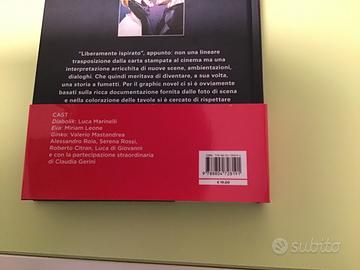 "Liberamente ispirato", appunto: non una lineare
trasposizione dalla carta stampata al cinema ma una
interpretazione arricchita di nuove scene, ambientazioni,
dialoghi. Che quindi meritava di diventare, a sua volta,
una storia a fumetti. Per il graphic novel ci si è ovviamente
basati sulla ricca documentazione fornita dalle foto di scena
e nella colorazione delle tavole si è cercato di rispettare
CAST
Diabolik: Luca Marinelli
Eva: Miriam Leone
Ginko: Valerio Mastandrea
Alessandro Roia, Serena Rossi,
Roberto Citran, Luca di Giovanni
e con la partecipazione straordinaria
di Claudia Gerini
€ 19,00
subito